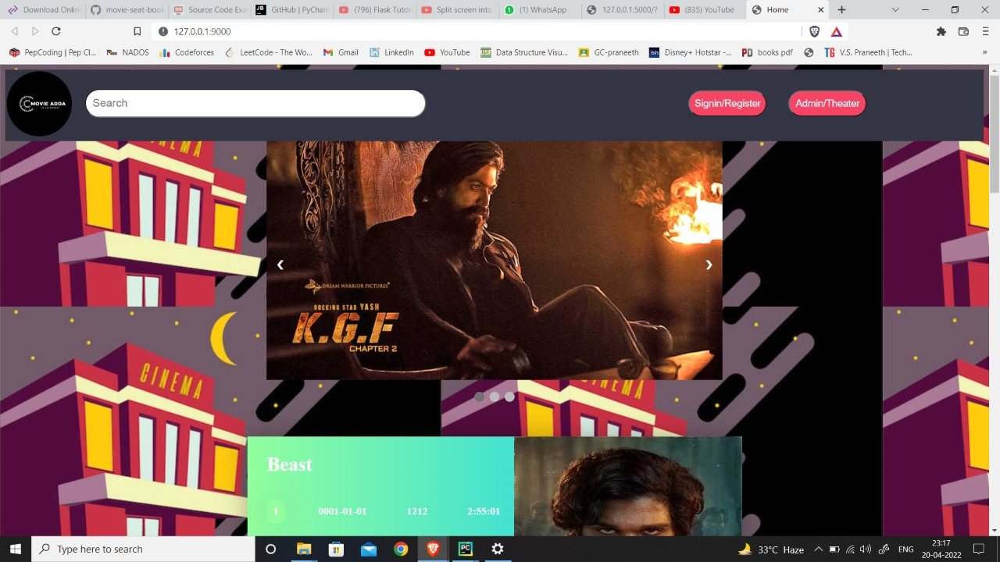 Download Online
movie-seat-book
Source Code Exa
GitHub | PyCharm
(796) Flask Tutori
Split screen into
(1) WhatsApp
127.0.0.1:5000/?
(835) YouTube
Home
127.0.0.1:9000
PepCoding | Pep C...
NADOS
Codeforces
LeetCode - The Wo...
Gmail
LinkedIn
YouTube
Data Structure Visu...
GC-praneeth
Disney+ Hotstar -...
books pdf
V.S. Praneeth | Tech...
MOVIE ADDA
Search
Signin/Register
Admin/Theater
CINEMA
DREAM WARRIOR PICTURES
ROCKING STAR YASH
K.G.F
CHAPTER 2
CINEMA
CINEMA
Beast
1 0001-01-01 1212 2:55:01
Type here to search
33°C Haze
ENG
23:17
20-04-2022